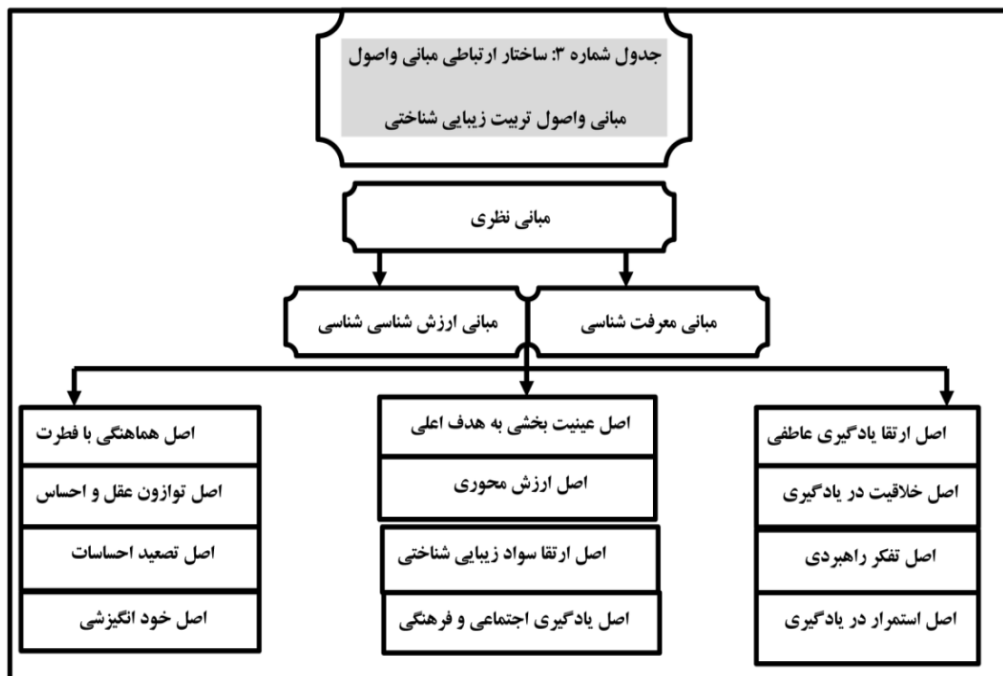 جدول شماره ۳: ساختار ارتباطی مبانی واصول
مبانی واصول تربیت زیبایی شناختی
مبانی نظری
مبانی معرفت شناسی
مبانی ارزش شناسی شناسی
اصل ارتقا یادگیری عاطفی
اصل خلاقیت در یادگیری
اصل تفکر راهبردی
اصل استمرار در یادگیری
اصل عینیت بخشی به هدف اعلی
اصل ارزش محوری
اصل ارتقا سواد زیبایی شناختی
اصل یادگیری اجتماعی و فرهنگی
اصل هماهنگی با فطرت
اصل توازون عقل و احساس
اصل تصعید احساسات
اصل خود انگیزشی